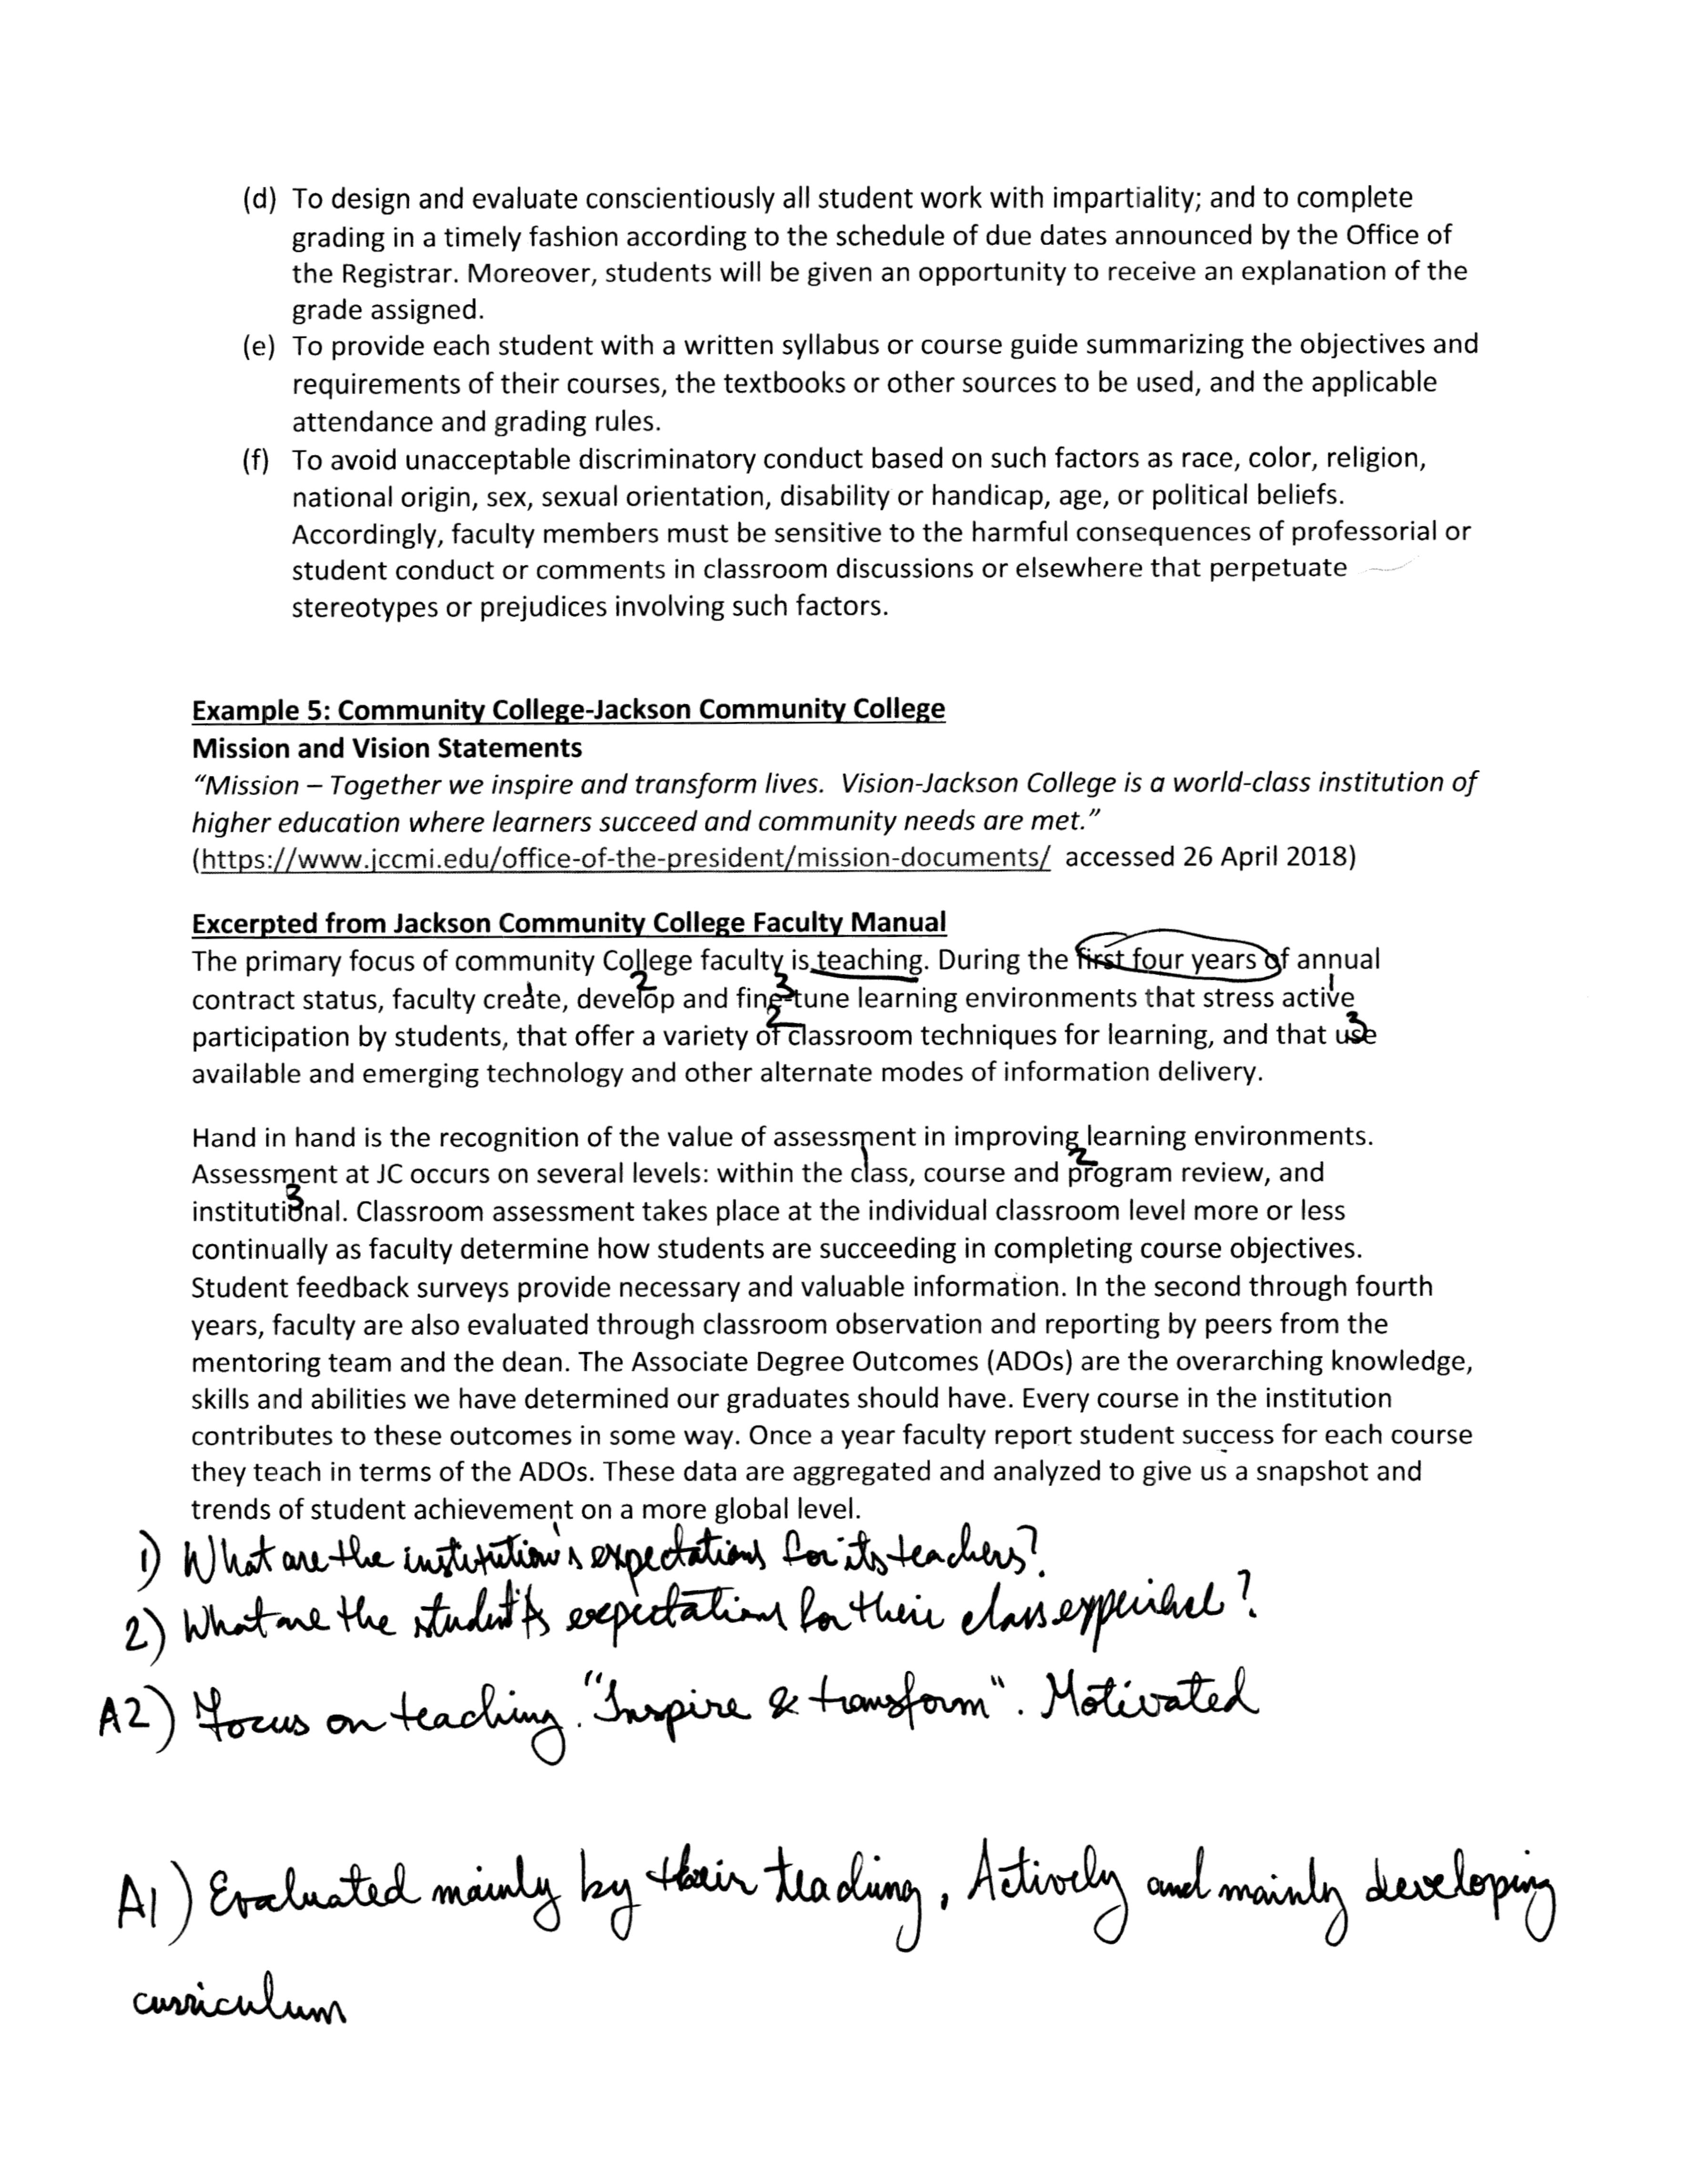 (d) To design and evaluate conscientiously all student work with impartiality; and to complete
grading in a timely fashion according to the schedule of due dates announced by the Office of
the Registrar. Moreover, students will be given an opportunity to receive an explanation of the
grade assigned.
(e) To provide each student with a written syllabus or course guide summarizing the objectives and
requirements of their courses, the textbooks or other sources to be used, and the applicable
attendance and grading rules.
(f) To avoid unacceptable discriminatory conduct based on such factors as race, color, religion,
national origin, sex, sexual orientation, disability or handicap, age, or political beliefs.
Accordingly, faculty members must be sensitive to the harmful consequences of professorial or
student conduct or comments in classroom discussions or elsewhere that perpetuate
stereotypes or prejudices involving such factors.
Example 5: Community College-Jackson Community College
Mission and Vision Statements
“Mission – Together we inspire and transform lives. Vision-Jackson College is a world-class institution of
higher education where learners succeed and community needs are met.”
(https://www.jccmi.edu/office-of-the-president/mission-documents/ accessed 26 April 2018)
Excerpted from Jackson Community College Faculty Manual
The primary focus of community College faculty is teaching. During the first four years of annual
2 3 1
contract status, faculty create, develop and fine-tune learning environments that stress active
2 3
participation by students, that offer a variety of classroom techniques for learning, and that use
available and emerging technology and other alternate modes of information delivery.
Hand in hand is the recognition of the value of assessment in improving learning environments.
1 2
Assessment at JC occurs on several levels: within the class, course and program review, and
3
institutional. Classroom assessment takes place at the individual classroom level more or less
continually as faculty determine how students are succeeding in completing course objectives.
Student feedback surveys provide necessary and valuable information. In the second through fourth
years, faculty are also evaluated through classroom observation and reporting by peers from the
mentoring team and the dean. The Associate Degree Outcomes (ADOs) are the overarching knowledge,
skills and abilities we have determined our graduates should have. Every course in the institution
contributes to these outcomes in some way. Once a year faculty report student success for each course
they teach in terms of the ADOs. These data are aggregated and analyzed to give us a snapshot and
trends of student achievement on a more global level.
1) What are the institution's expectations for its teachers?
2) What are the student's expectations for their class experience?
A2) Focus on teaching. "Inspire & transform". Motivated
A1) Evaluated mainly by their teaching, Actively and mainly developing
curriculum